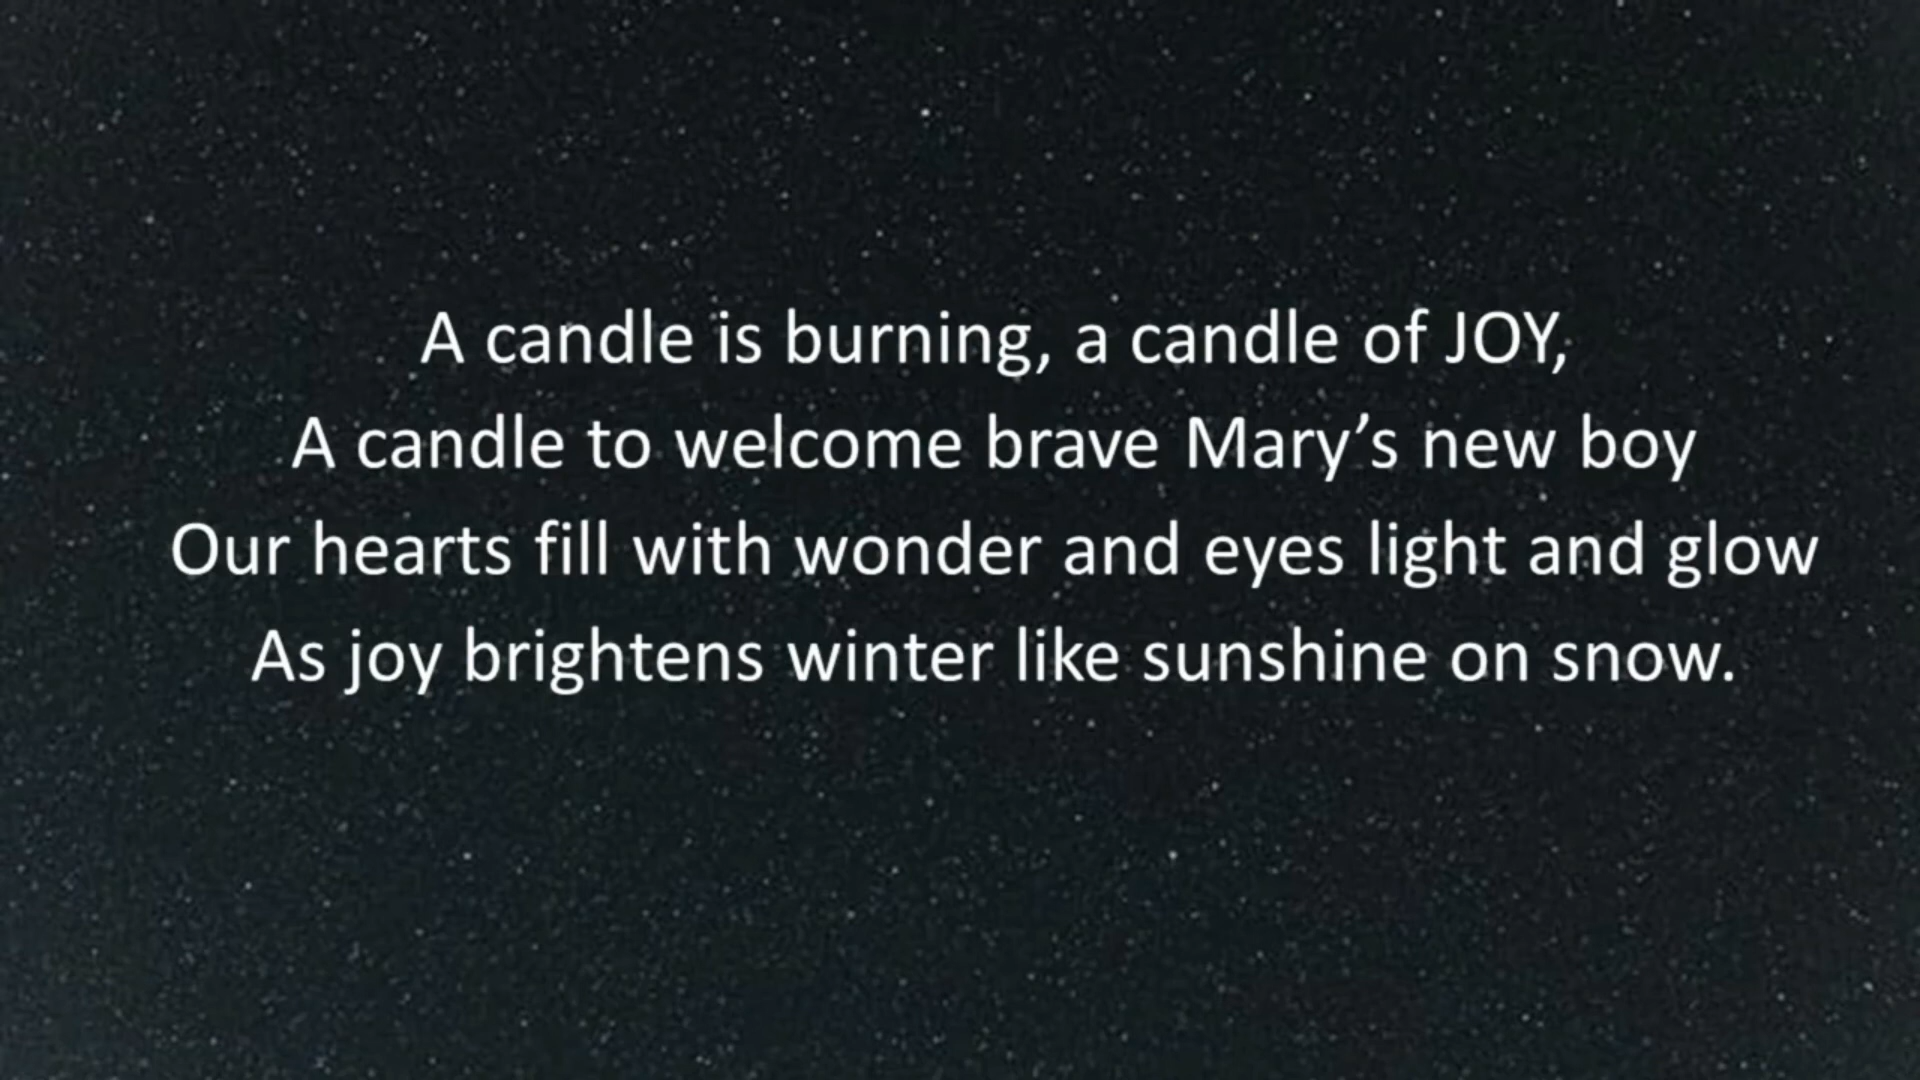 A candle is burning, a candle of JOY,
A candle to welcome brave Mary’s new boy
Our hearts fill with wonder and eyes light and glow
As joy brightens winter like sunshine on snow.